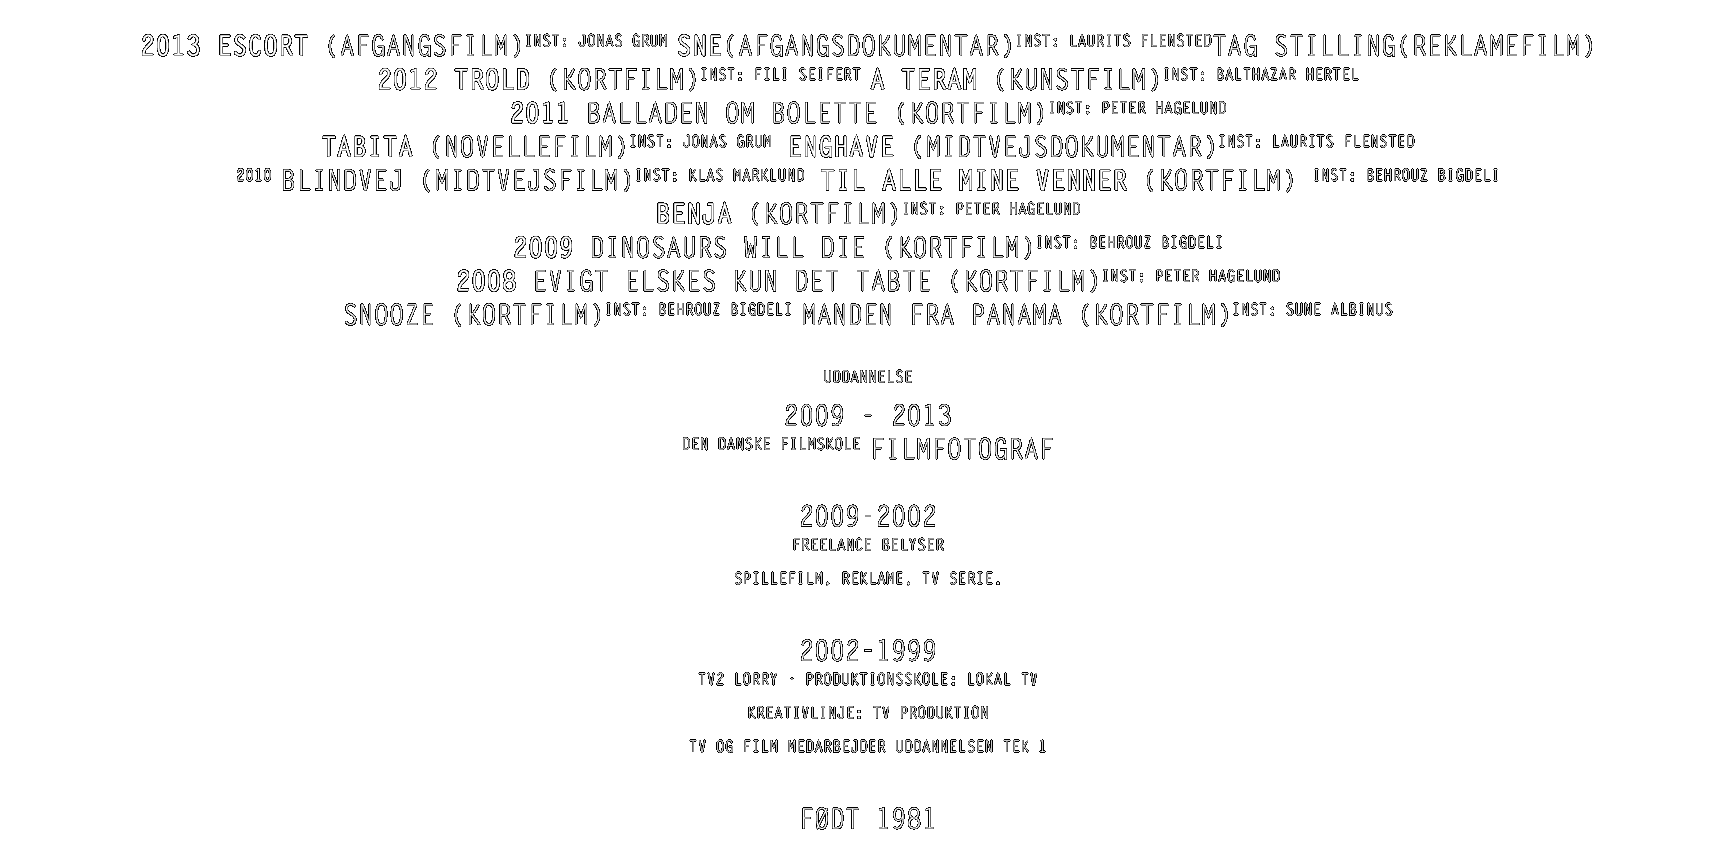 2013 ESCORT (AFGANGSFILM)INST: JONAS GRUM SNE(AFGANGSDOKUMENTAR)INST: LAURITS FLENSTEDTAG STILLING(REKLAMEFILM)
2012 TROLD (KORTFILM)INST: FILI SEIFERT A TERAM (KUNSTFILM)INST: BALTHAZAR HERTEL
2011 BALLADEN OM BOLETTE (KORTFILM)INST: PETER HAGELUND
TABITA (NOVELLEFILM)INST: JONAS GRUM ENGHAVE (MIDTVEJSDOKUMENTAR)INST: LAURITS FLENSTED
2010 BLINDVEJ (MIDTVEJSFILM)INST: KLAS MARKLUND TIL ALLE MINE VENNER (KORTFILM) INST: BEHROUZ BIGDELI
BENJA (KORTFILM)INST: PETER HAGELUND
2009 DINOSAURS WILL DIE (KORTFILM)INST: BEHROUZ BIGDELI
2008 EVIGT ELSKES KUN DET TABTE (KORTFILM)INST: PETER HAGELUND
SNOOZE (KORTFILM)INST: BEHROUZ BIGDELI MANDEN FRA PANAMA (KORTFILM)INST: SUNE ALBINUS
UDDANNELSE
2009 - 2013
DEN DANSKE FILMSKOLE FILMFOTOGRAF
2009-2002
FREELANCE BELYSER
SPILLEFILM, REKLAME, TV SERIE.
2002-1999
TV2 LORRY - PRODUKTIONSSKOLE: LOKAL TV
KREATIVLINJE: TV PRODUKTION
TV OG FILM MEDARBEJDER UDDANNELSEN TEK 1
FØDT 1981